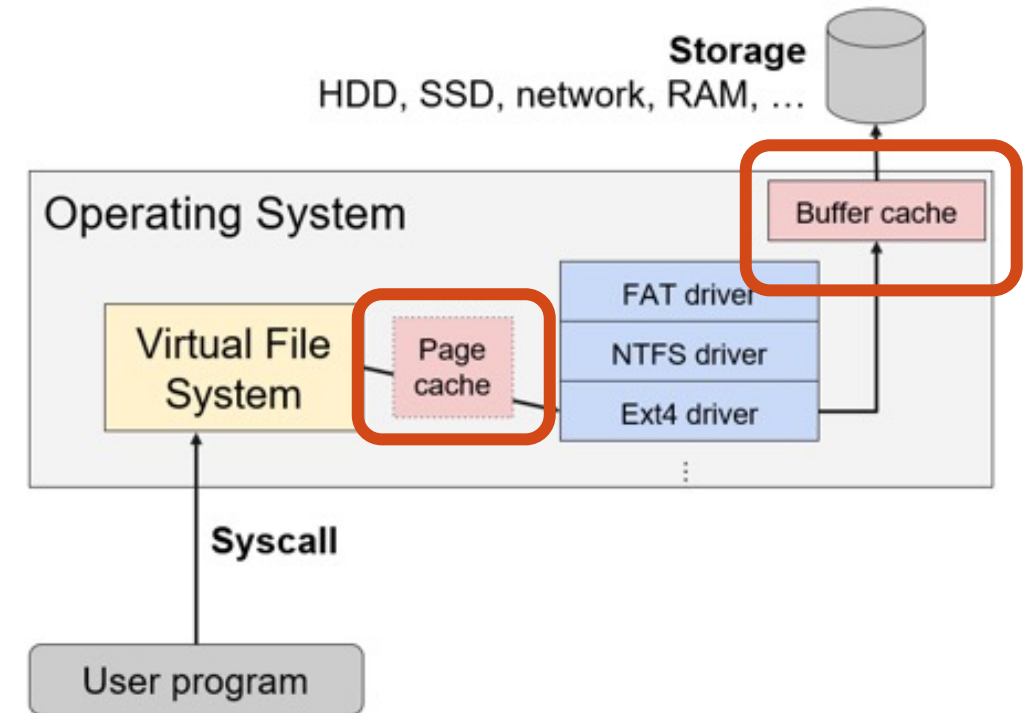 Storage
HDD, SSD, network, RAM, …
Operating System
Buffer cache
FAT driver
Virtual File
System
Page
cache
NTFS driver
Ext4 driver
⋮
Syscall
User program